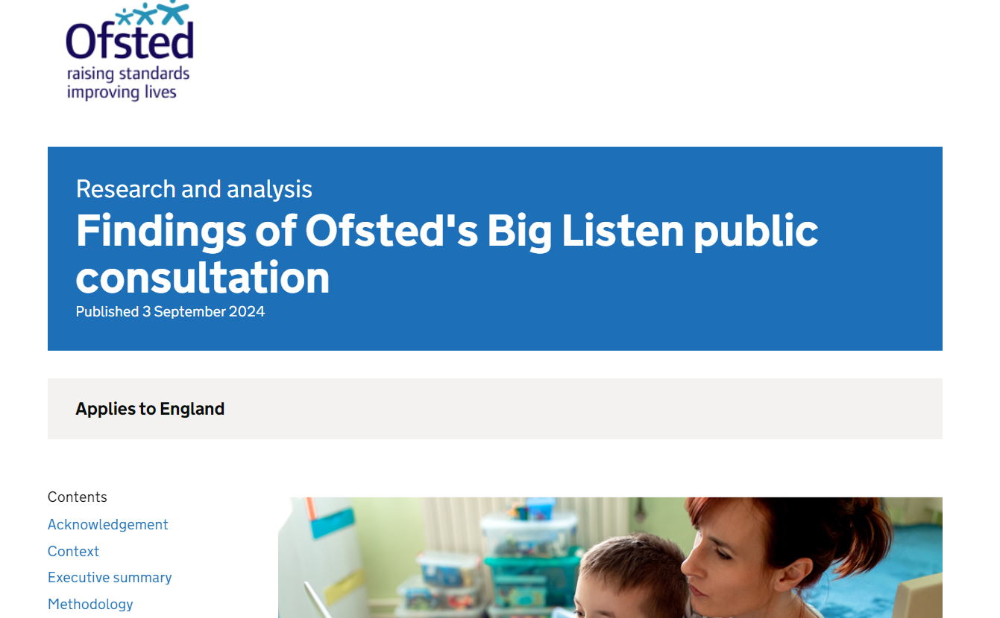 Ofsted
raising standards
improving lives
Research and analysis
Findings of Ofsted's Big Listen public
consultation
Published 3 September 2024
Applies to England
Contents
Acknowledgement
Context
Executive summary
Methodology